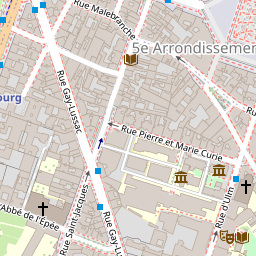 Rue Malebranche
5e Arrondissement
Rue Gay-Lussac
ourg
Rue Pierre et Marie Curie
Rue Saint-Jacques
Rue d'Ulm
l'Abbé de l'Épée
Rue Gay-Lu